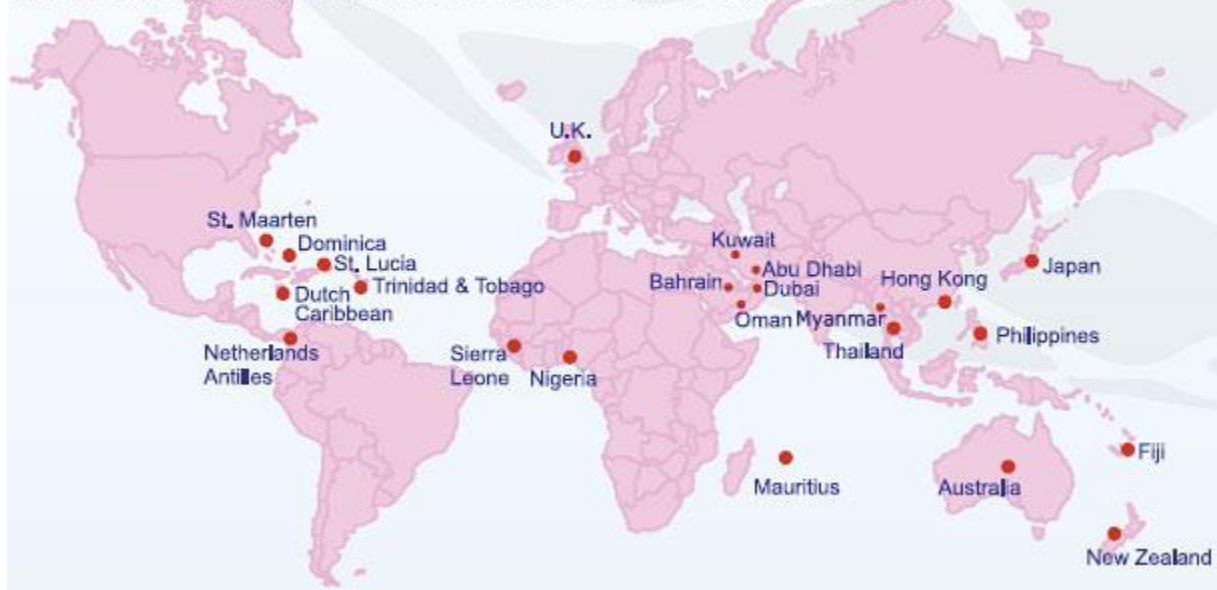 U.K.
St. Maarten
Dominica
St. Lucia
Trinidad & Tobago
Dutch
Caribbean
Netherlands
Antilles
Sierra
Leone
Nigeria
Kuwait
Bahrain
Abu Dhabi
Dubai
Oman
Myanmar
Hong Kong
Japan
Thailand
Philippines
Mauritius
Australia
Fiji
New Zealand